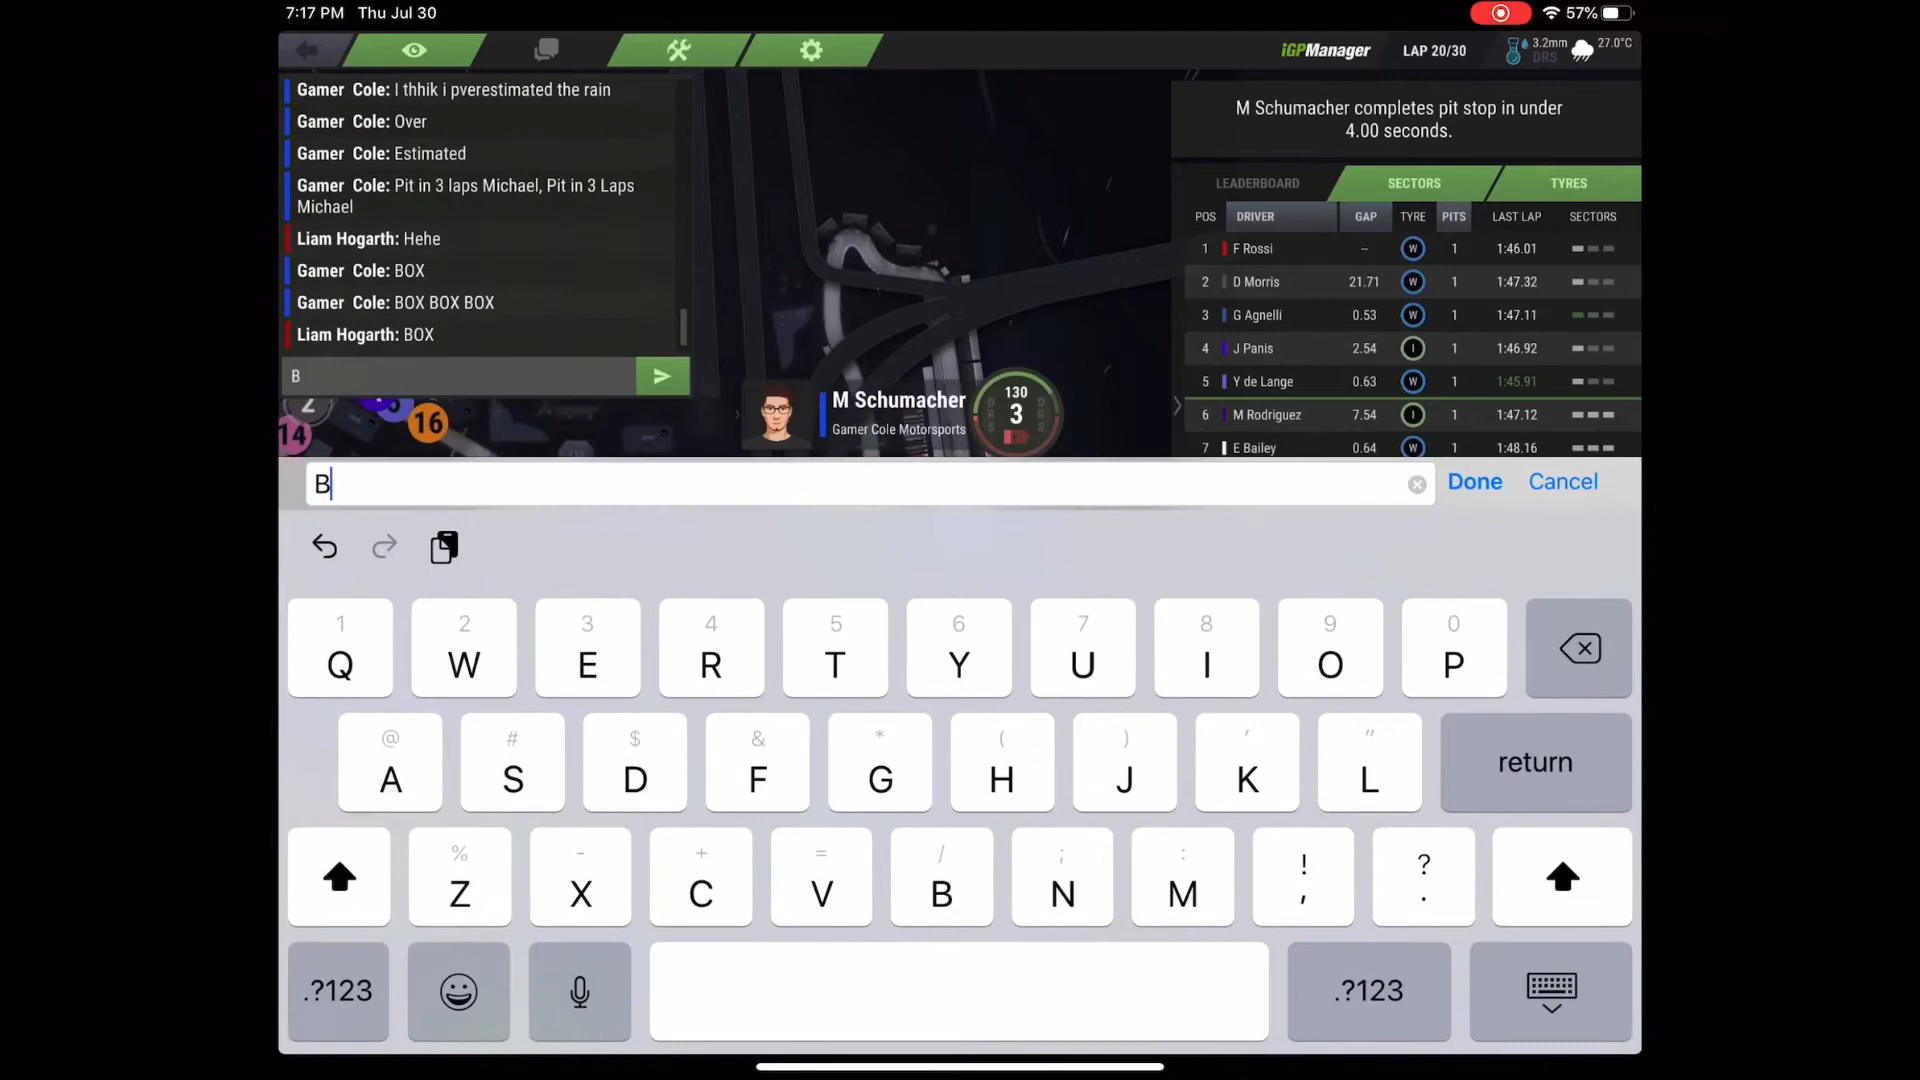 7:17 PM Thu Jul 30
57%
iGPManager LAP 20/30 3.2mm DRS 27.0°C
Gamer Cole: I thhik i pverestimated the rain
Gamer Cole: Over
Gamer Cole: Estimated
Gamer Cole: Pit in 3 laps Michael, Pit in 3 Laps
Michael
Liam Hogarth: Hehe
Gamer Cole: BOX
Gamer Cole: BOX BOX BOX
Liam Hogarth: BOX
B
2
14
16
M Schumacher
Gamer Cole Motorsports
130
3
DRS DRS
M Schumacher completes pit stop in under
4.00 seconds.
LEADERBOARD SECTORS TYRES
POS DRIVER GAP TYRE PITS LAST LAP SECTORS
1 F Rossi – W 1 1:46.01
2 D Morris 21.71 W 1 1:47.32
3 G Agnelli 0.53 W 1 1:47.11
4 J Panis 2.54 I 1 1:46.92
5 Y de Lange 0.63 W 1 1:45.91
6 M Rodriguez 7.54 I 1 1:47.12
7 E Bailey 0.64 W 1 1:48.16
B Done Cancel
1 2 3 4 5 6 7 8 9 0
Q W E R T Y U I O P
@ # $ & * ( ) ' "
A S D F G H J K L return
% - + = / ; : ! ?
Z X C V B N M , .
.?123 .?123